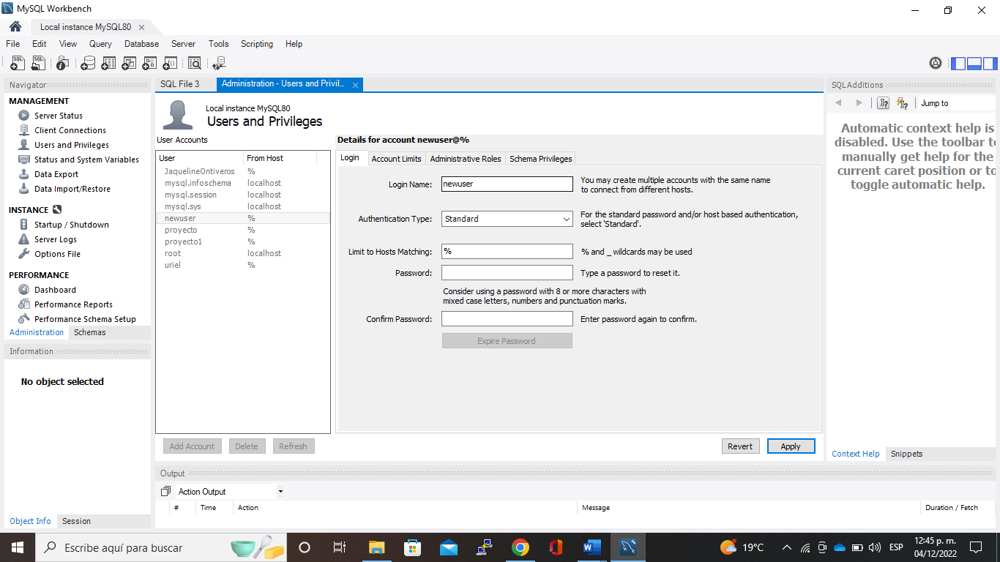 MySQL Workbench
Local instance MySQL80
File Edit View Query Database Server Tools Scripting Help
Navigator
MANAGEMENT
Server Status
Client Connections
Users and Privileges
Status and System Variables
Data Export
Data Import/Restore
INSTANCE
Startup / Shutdown
Server Logs
Options File
PERFORMANCE
Dashboard
Performance Reports
Performance Schema Setup
Administration Schemas
Information
No object selected
Object Info Session
SQL File 3 Administration - Users and Privil...
Local instance MySQL80
Users and Privileges
User Accounts
User From Host
JaquelineOntiveros %
mysql.infoschema localhost
mysql.session localhost
mysql.sys localhost
newuser %
proyecto %
proyecto1 %
root localhost
uriel %
Add Account Delete Refresh
Details for account newuser@%
Login Account Limits Administrative Roles Schema Privileges
Login Name: newuser You may create multiple accounts with the same name
to connect from different hosts.
Authentication Type: Standard For the standard password and/or host based authentication,
select 'Standard'.
Limit to Hosts Matching: % % and _ wildcards may be used
Password: Type a password to reset it.
Consider using a password with 8 or more characters with
mixed case letters, numbers and punctuation marks.
Confirm Password: Enter password again to confirm.
Expire Password
Revert Apply
SQLAdditions
Jump to
Automatic context help is
disabled. Use the toolbar to
manually get help for the
current caret position or to
toggle automatic help.
Context Help Snippets
Output
Action Output
# Time Action Message Duration / Fetch
Escribe aquí para buscar
19°C
ESP
12:45 p. m.
04/12/2022